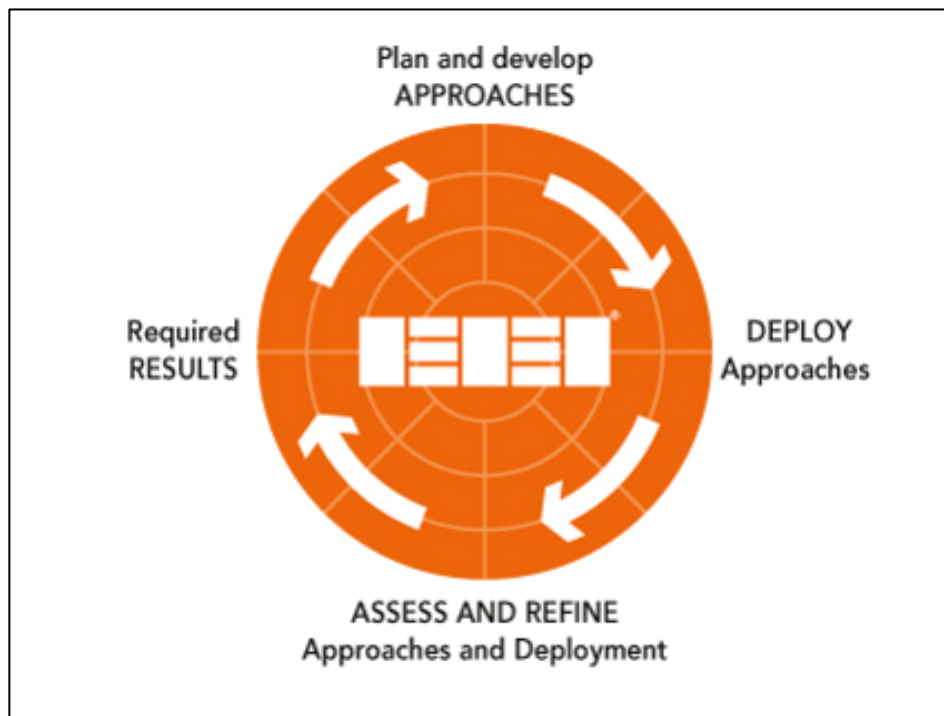 Plan and develop
APPROACHES
Required
RESULTS
®
DEPLOY
Approaches
ASSESS AND REFINE
Approaches and Deployment